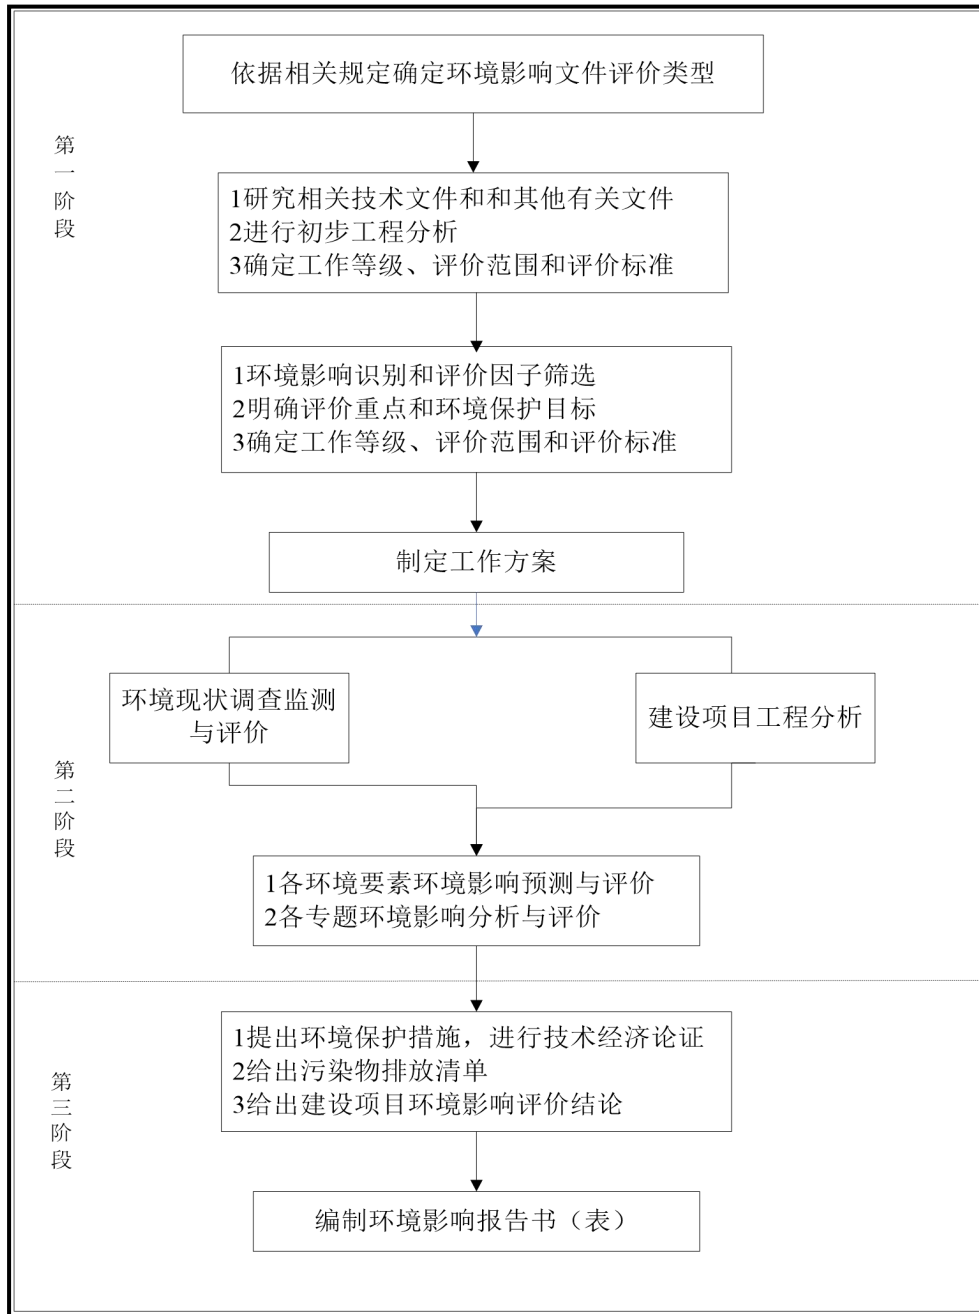 依据相关规定确定环境影响文件评价类型
第一阶段
1研究相关技术文件和和其他有关文件
2进行初步工程分析
3确定工作等级、评价范围和评价标准
1环境影响识别和评价因子筛选
2明确评价重点和环境保护目标
3确定工作等级、评价范围和评价标准
制定工作方案
环境现状调查监测
与评价
建设项目工程分析
第二阶段
1各环境要素环境影响预测与评价
2各专题环境影响分析与评价
1提出环境保护措施，进行技术经济论证
2给出污染物排放清单
3给出建设项目环境影响评价结论
第三阶段
编制环境影响报告书（表）